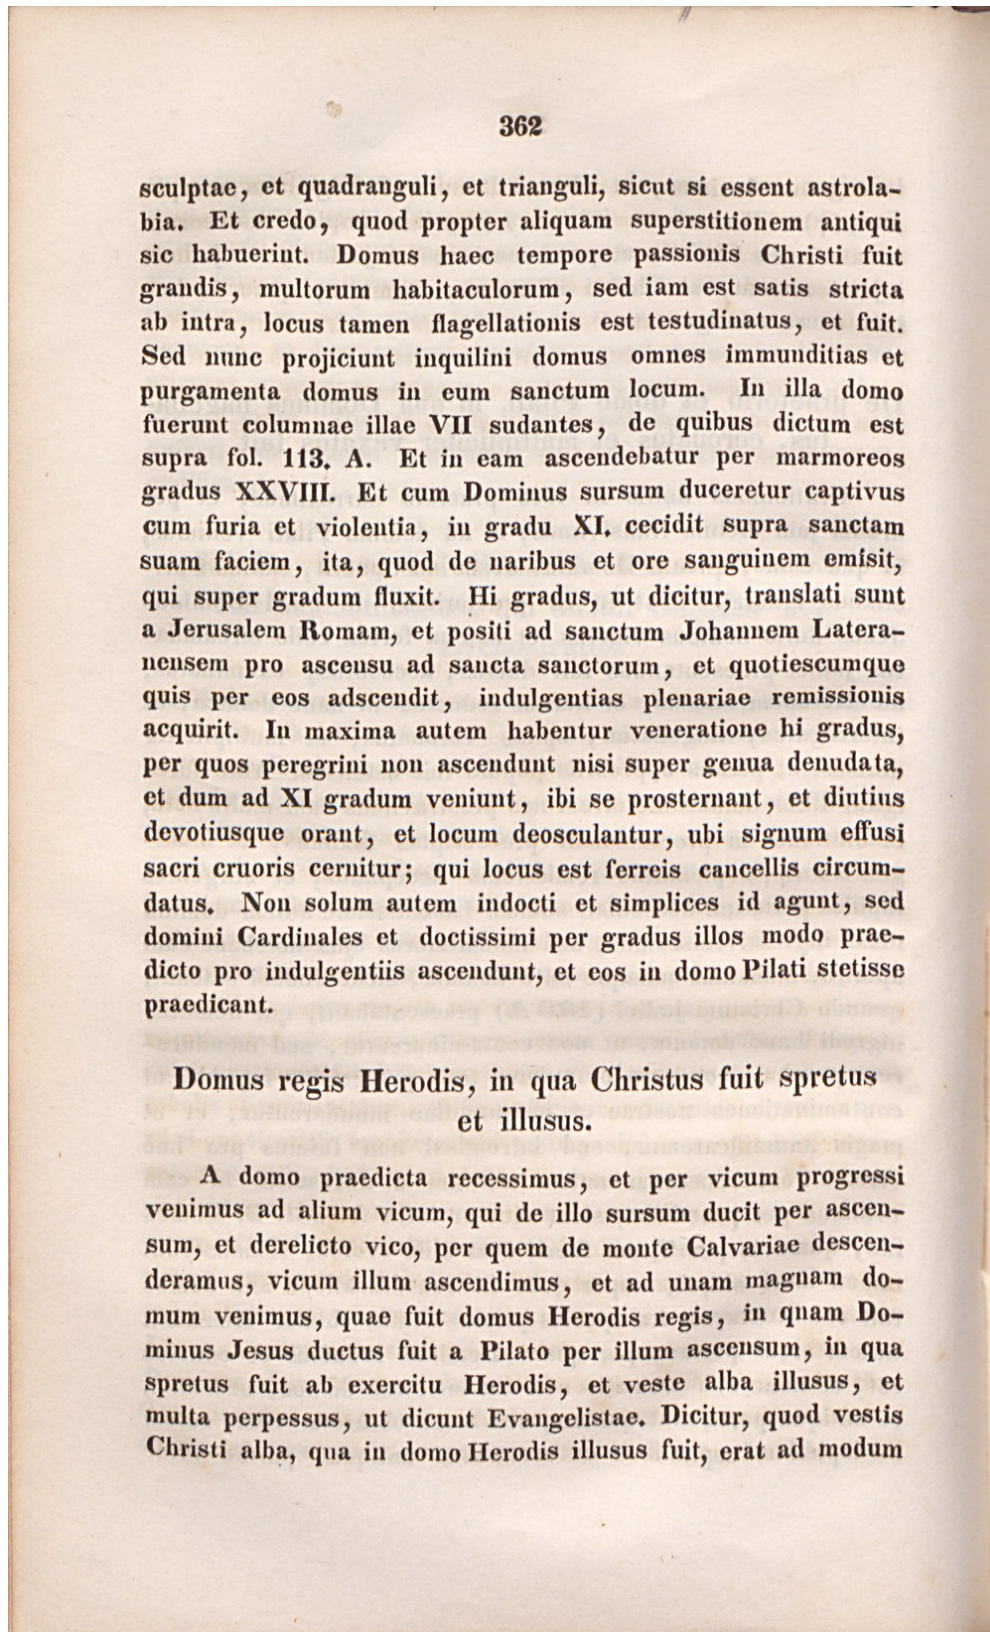 362
sculptae, et quadranguli, et trianguli, sicut si essent astrola-
bia. Et credo, quod propter aliquam superstitionem antiqui
sic habuerint. Domus haec tempore passionis Christi fuit
grandis, multorum habitaculorum, sed iam est satis stricta
ab intra, locus tamen flagellationis est testudinatus, et fuit.
Sed nunc projiciunt inquilini domus omnes immunditias et
purgamenta domus in eum sanctum locum. In illa domo
fuerunt columnae illae VII sudantes, de quibus dictum est
supra fol. 113. A. Et in eam ascendebatur per marmoreos
gradus XXVIII. Et cum Dominus sursum duceretur captivus
cum furia et violentia, in gradu XI. cecidit supra sanctam
suam faciem, ita, quod de naribus et ore sanguinem emisit,
qui super gradum fluxit. Hi gradus, ut dicitur, translati sunt
a Jerusalem Romam, et positi ad sanctum Johannem Latera-
nensem pro ascensu ad sancta sanctorum, et quotiescumque
quis per eos adscendit, indulgentias plenariae remissionis
acquirit. In maxima autem habentur veneratione hi gradus,
per quos peregrini non ascendunt nisi super genua denudata,
et dum ad XI gradum veniunt, ibi se prosternant, et diutius
devotiusque orant, et locum deosculantur, ubi signum effusi
sacri cruoris cernitur; qui locus est ferreis cancellis circum-
datus. Non solum autem indocti et simplices id agunt, sed
domini Cardinales et doctissimi per gradus illos modo prae-
dicto pro indulgentiis ascendunt, et eos in domo Pilati stetisse
praedicant.
Domus regis Herodis, in qua Christus fuit spretus
et illusus.
A domo praedicta recessimus, et per vicum progressi
venimus ad alium vicum, qui de illo sursum ducit per ascen-
sum, et derelicto vico, per quem de monte Calvariae descen-
deramus, vicum illum ascendimus, et ad unam magnam do-
mum venimus, quae fuit domus Herodis regis, in quam Do-
minus Jesus ductus fuit a Pilato per illum ascensum, in qua
spretus fuit ab exercitu Herodis, et veste alba illusus, et
multa perpessus, ut dicunt Evangelistae. Dicitur, quod vestis
Christi alba, qua in domo Herodis illusus fuit, erat ad modum